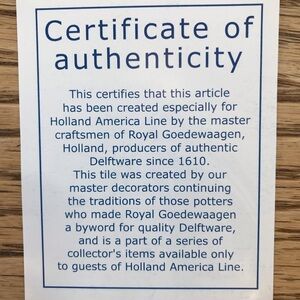 Certificate of
authenticity
This certifies that this article
has been created especially for
Holland America Line by the master
craftsmen of Royal Goedewaagen,
Holland, producers of authentic
Delftware since 1610.
This tile was created by our
master decorators continuing
the traditions of those potters
who made Royal Goedewaagen
a byword for quality Delftware,
and is a part of a series of
collector's items available only
to guests of Holland America Line.